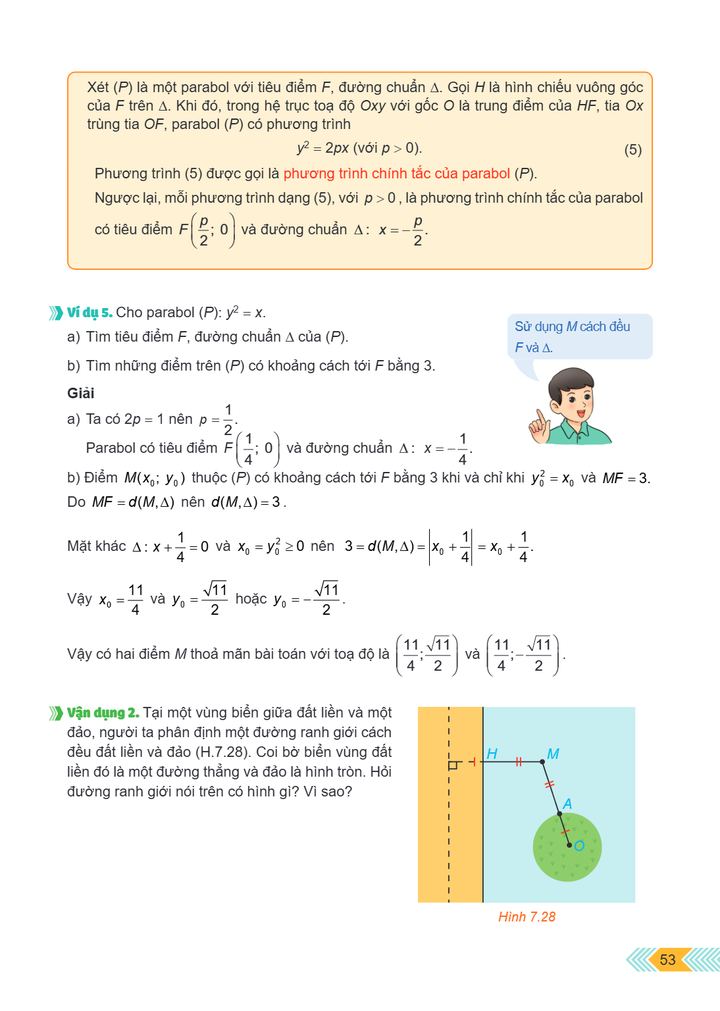 Xét (P) là một parabol với tiêu điểm F, đường chuẩn Δ. Gọi H là hình chiếu vuông góc
của F trên Δ. Khi đó, trong hệ trục toạ độ Oxy với gốc O là trung điểm của HF, tia Ox
trùng tia OF, parabol (P) có phương trình
y² = 2px (với p > 0). (5)
Phương trình (5) được gọi là phương trình chính tắc của parabol (P).
Ngược lại, mỗi phương trình dạng (5), với p > 0 , là phương trình chính tắc của parabol
có tiêu điểm F(p/2; 0) và đường chuẩn Δ: x = −p/2.
Ví dụ 5. Cho parabol (P): y² = x.
a) Tìm tiêu điểm F, đường chuẩn Δ của (P).
b) Tìm những điểm trên (P) có khoảng cách tới F bằng 3.
Sử dụng M cách đều
F và Δ.
Giải
a) Ta có 2p = 1 nên p = 1/2.
Parabol có tiêu điểm F(1/4; 0) và đường chuẩn Δ: x = −1/4.
b) Điểm M(x₀; y₀) thuộc (P) có khoảng cách tới F bằng 3 khi và chỉ khi y₀² = x₀ và MF = 3.
Do MF = d(M,Δ) nên d(M,Δ) = 3 .
Mặt khác Δ: x + 1/4 = 0 và x₀ = y₀² ≥ 0 nên 3 = d(M,Δ) = |x₀ + 1/4| = x₀ + 1/4.
Vậy x₀ = 11/4 và y₀ = √11/2 hoặc y₀ = −√11/2 .
Vậy có hai điểm M thoả mãn bài toán với toạ độ là (11/4; √11/2) và (11/4; −√11/2) .
Vận dụng 2. Tại một vùng biển giữa đất liền và một
đảo, người ta phân định một đường ranh giới cách
đều đất liền và đảo (H.7.28). Coi bờ biển vùng đất
liền đó là một đường thẳng và đảo là hình tròn. Hỏi
đường ranh giới nói trên có hình gì? Vì sao?
H M
A
O
Hình 7.28
53